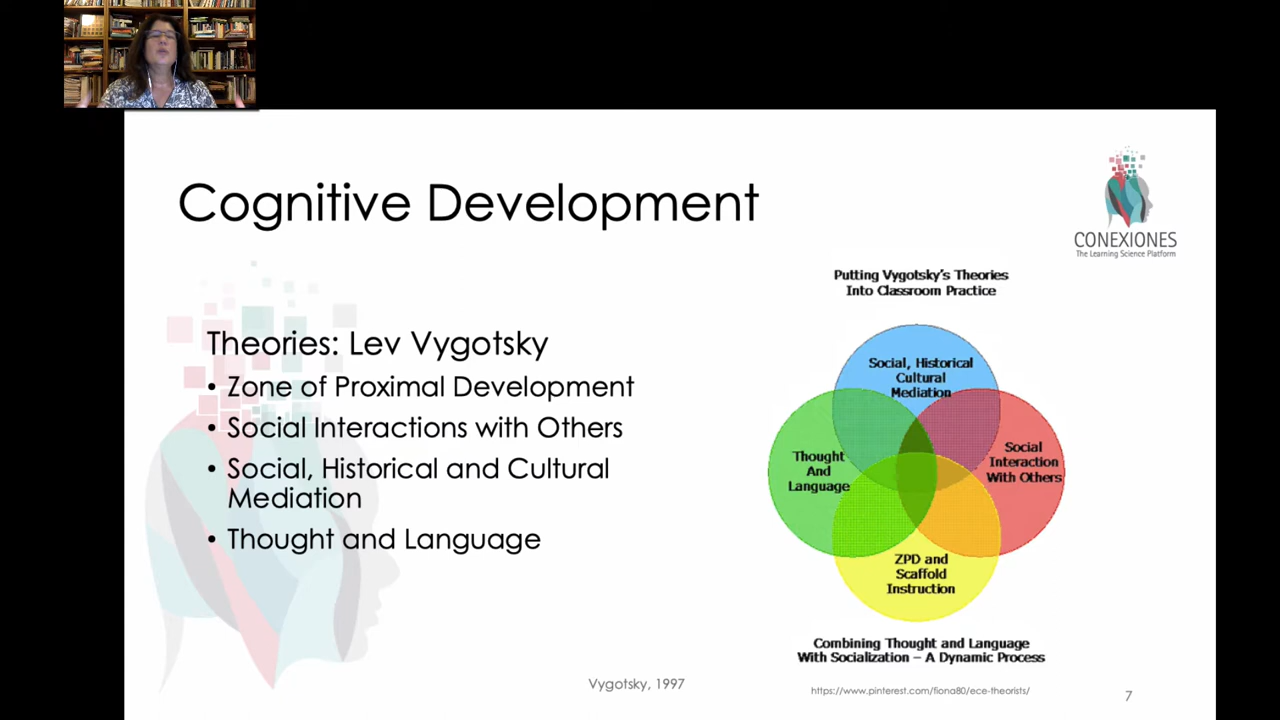 Cognitive Development
CONEXIONES
The Learning Science Platform
Theories: Lev Vygotsky
• Zone of Proximal Development
• Social Interactions with Others
• Social, Historical and Cultural
Mediation
• Thought and Language
Putting Vygotsky's Theories
Into Classroom Practice
Social, Historical
Cultural
Mediation
Thought
And
Language
Social
Interaction
With Others
ZPD and
Scaffold
Instruction
Combining Thought and Language
With Socialization – A Dynamic Process
Vygotsky, 1997
https://www.pinterest.com/fiona80/ece-theorists/
7